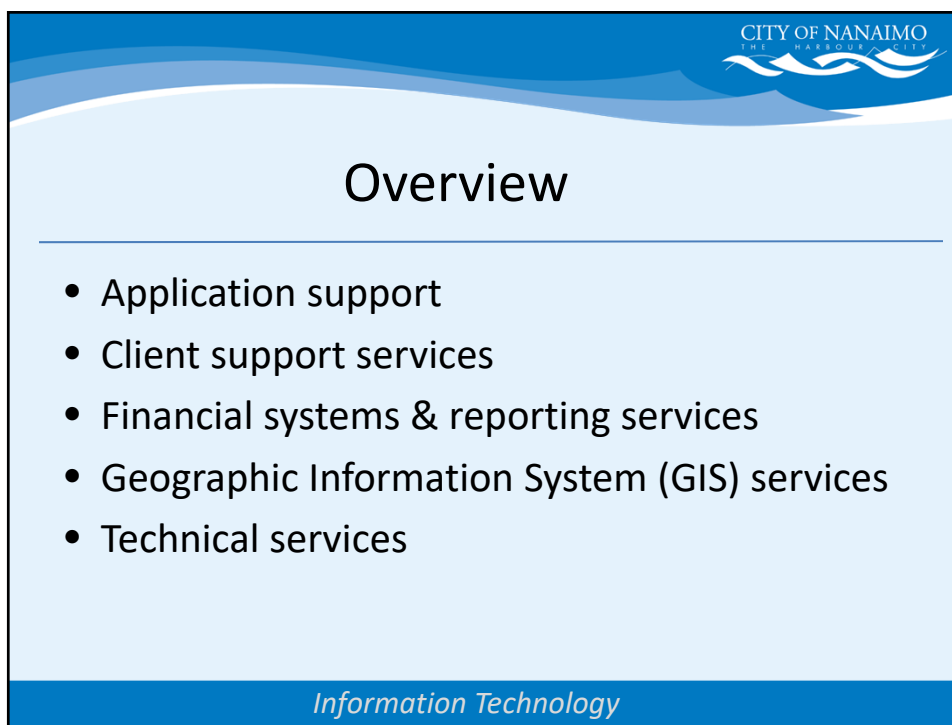 CITY OF NANAIMO
THE HARBOUR CITY
Overview
• Application support
• Client support services
• Financial systems & reporting services
• Geographic Information System (GIS) services
• Technical services
Information Technology